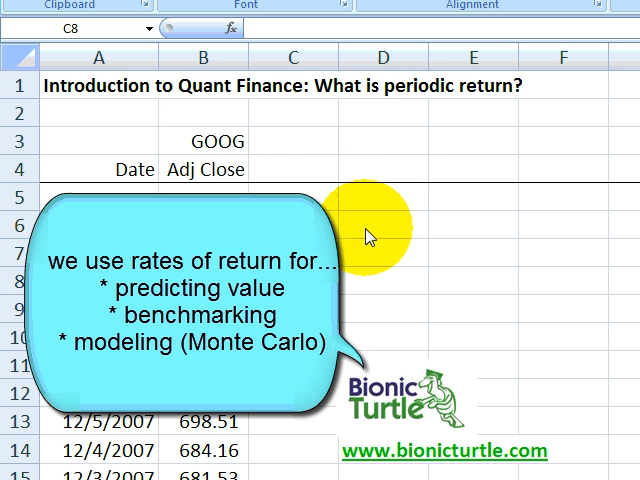 Clipboard Font Alignment
C8 fx
A B C D E F
1 Introduction to Quant Finance: What is periodic return?
2
3 GOOG
4 Date Adj Close
5
6
7
8
9
10
11
12
we use rates of return for...
* predicting value
* benchmarking
* modeling (Monte Carlo)
Bionic
Turtle
13 12/5/2007 698.51
14 12/4/2007 684.16
www.bionicturtle.com
15 12/3/2007 681.53